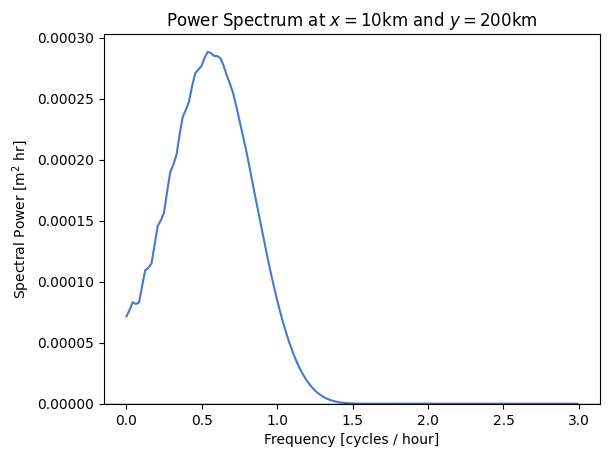 Power Spectrum at x = 10km and y = 200km
Spectral Power [m² hr]
0.00030
0.00025
0.00020
0.00015
0.00010
0.00005
0.00000
0.0 0.5 1.0 1.5 2.0 2.5 3.0
Frequency [cycles / hour]